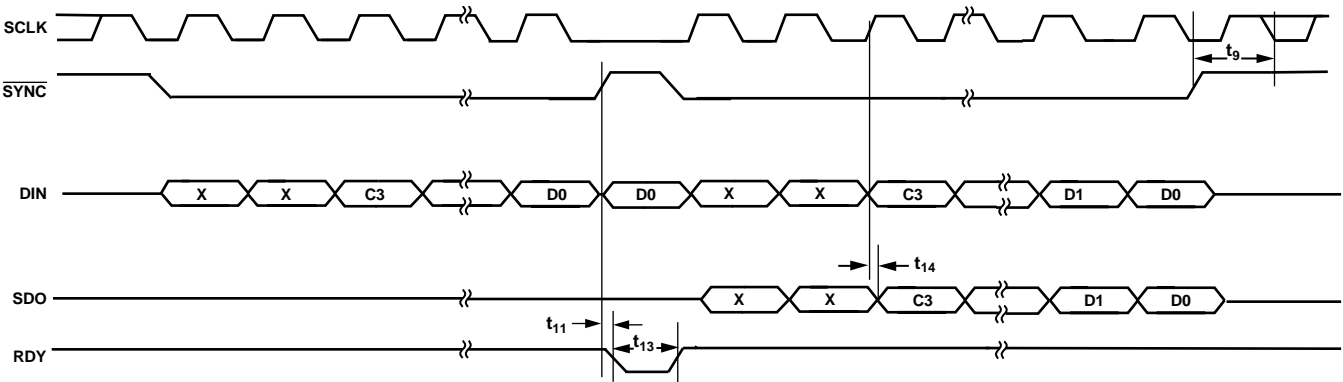 SCLK
t9
SYNC
DIN X X C3 D0 D0 X X C3 D1 D0
t14
SDO X X C3 D1 D0
t11 t13
RDY